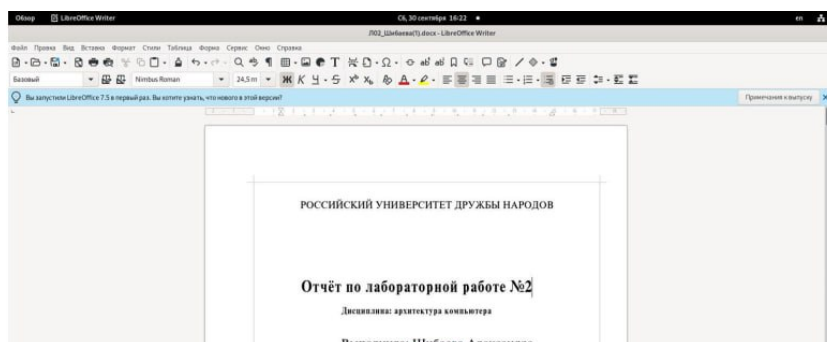 Обзор LibreOffice Writer Сб, 30 сентября 16:22 en
Л02_Шибаева(1).docx - LibreOffice Writer
Файл Правка Вид Вставка Формат Стили Таблица Форма Сервис Окно Справка
Базовый Nimbus Roman 24,5 пт Ж К Ч
Вы запустили LibreOffice 7.5 в первый раз. Вы хотите узнать, что нового в этой версии? Примечания к выпуску
РОССИЙСКИЙ УНИВЕРСИТЕТ ДРУЖБЫ НАРОДОВ
Отчёт по лабораторной работе №2
Дисциплина: архитектура компьютера